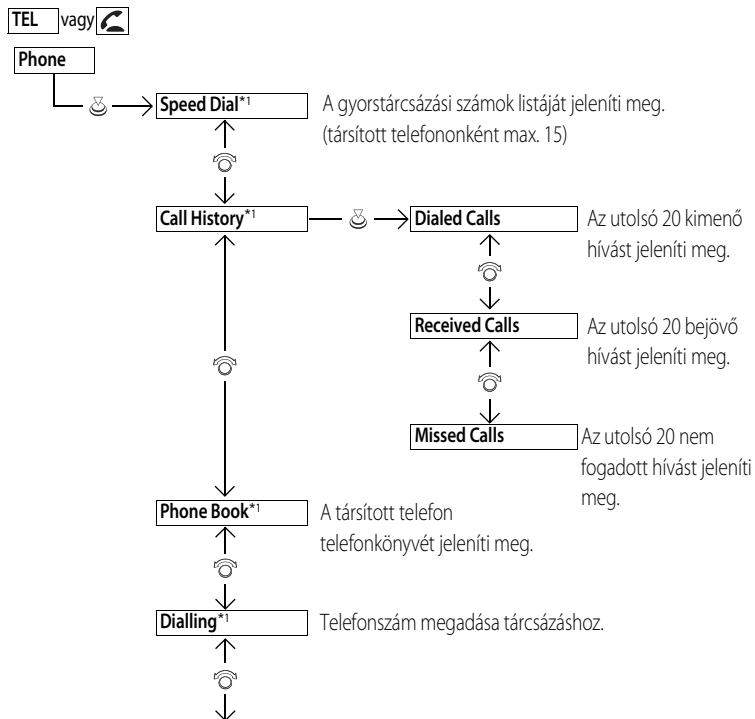 TEL vagy
Phone
Speed Dial*1
A gyorstárcsázási számok listáját jeleníti meg.
(társított telefononként max. 15)
Call History*1
Dialed Calls
Az utolsó 20 kimenő
hívást jeleníti meg.
Received Calls
Az utolsó 20 bejövő
hívást jeleníti meg.
Missed Calls
Az utolsó 20 nem
fogadott hívást jeleníti
meg.
Phone Book*1
A társított telefon
telefonkönyvét jeleníti meg.
Dialling*1
Telefonszám megadása tárcsázáshoz.